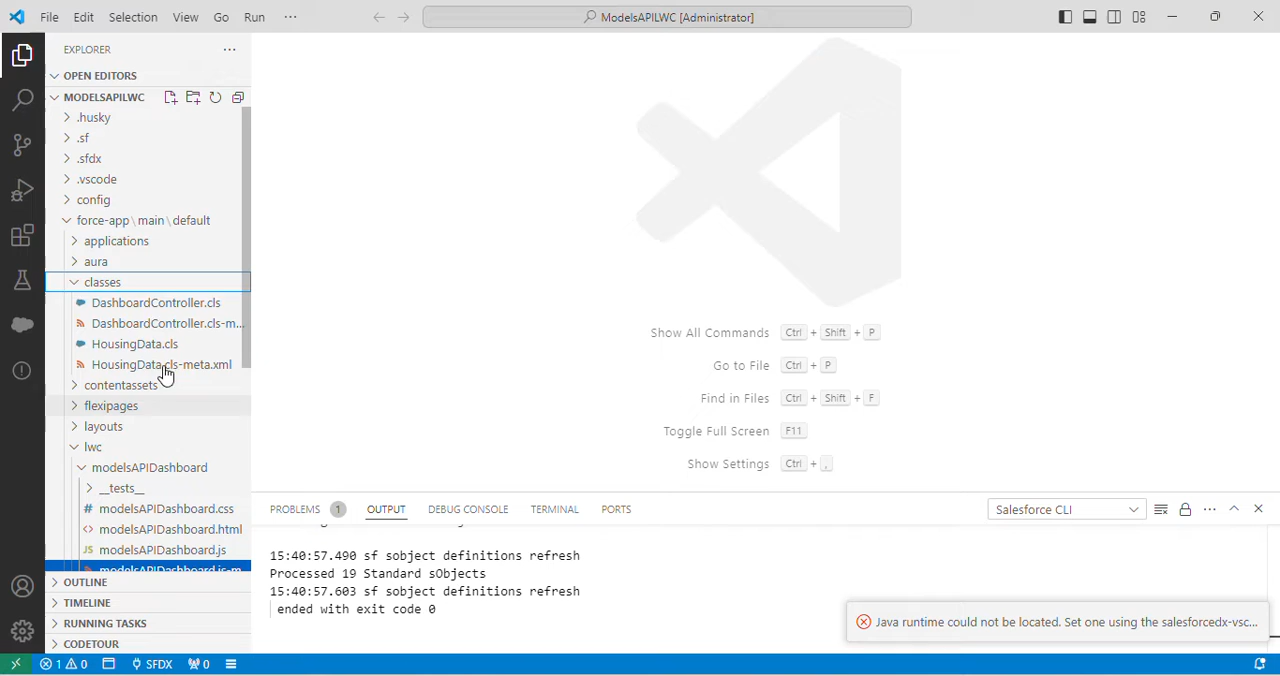 File Edit Selection View Go Run ···
ModelsAPILWC [Administrator]
EXPLORER ···
OPEN EDITORS
MODELSAPILWC
.husky
.sf
.sfdx
.vscode
config
force-app\main\default
applications
aura
classes
DashboardController.cls
DashboardController.cls-m...
HousingData.cls
HousingData.cls-meta.xml
contentassets
flexipages
layouts
lwc
modelsAPIDashboard
__tests__
# modelsAPIDashboard.css
<> modelsAPIDashboard.html
JS modelsAPIDashboard.js
modelsAPIDashboard.js-m...
OUTLINE
TIMELINE
RUNNING TASKS
CODETOUR
Show All Commands Ctrl + Shift + P
Go to File Ctrl + P
Find in Files Ctrl + Shift + F
Toggle Full Screen F11
Show Settings Ctrl + ,
PROBLEMS 1 OUTPUT DEBUG CONSOLE TERMINAL PORTS Salesforce CLI ···
15:40:57.490 sf sobject definitions refresh
Processed 19 Standard sObjects
15:40:57.603 sf sobject definitions refresh
ended with exit code 0
Java runtime could not be located. Set one using the salesforcedx-vsc...
1 0 SFDX 0